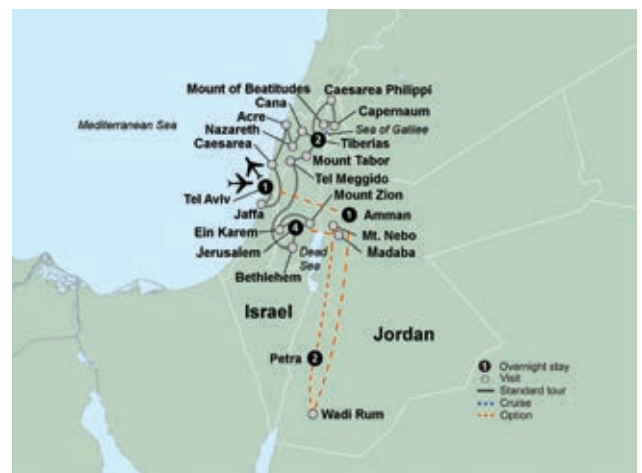 Mount of Beatitudes
Caesarea Philippi
Cana
Capernaum
Acre
Mediterranean Sea
Sea of Galilee
Nazareth
2
Tiberias
Caesarea
Mount Tabor
Tel Meggido
1
Mount Zion
Tel Aviv
1
Amman
Jaffa
4
Mt. Nebo
Ein Karem
Madaba
Jerusalem
Dead
Sea
Bethlehem
Israel
Jordan
Petra
2
1 Overnight stay
Visit
Standard tour
Cruise
Option
Wadi Rum